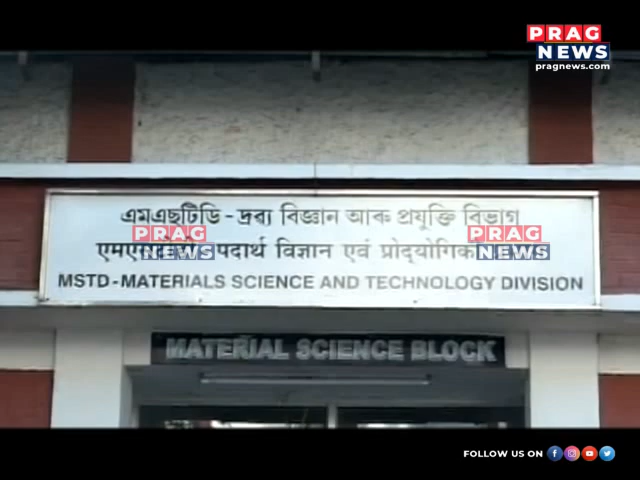 PRAG
NEWS
pragnews.com
এমএছটিডি - দ্ৰব্য বিজ্ঞান আৰু প্ৰযুক্তি বিভাগ
पदार्थ विज्ञान एवं
MSTD - MATERIALS SCIENCE AND TECHNOLOGY DIVISION
PRAG
NEWS
PRAG
NEWS
MATERIAL SCIENCE BLOCK
FOLLOW US ON